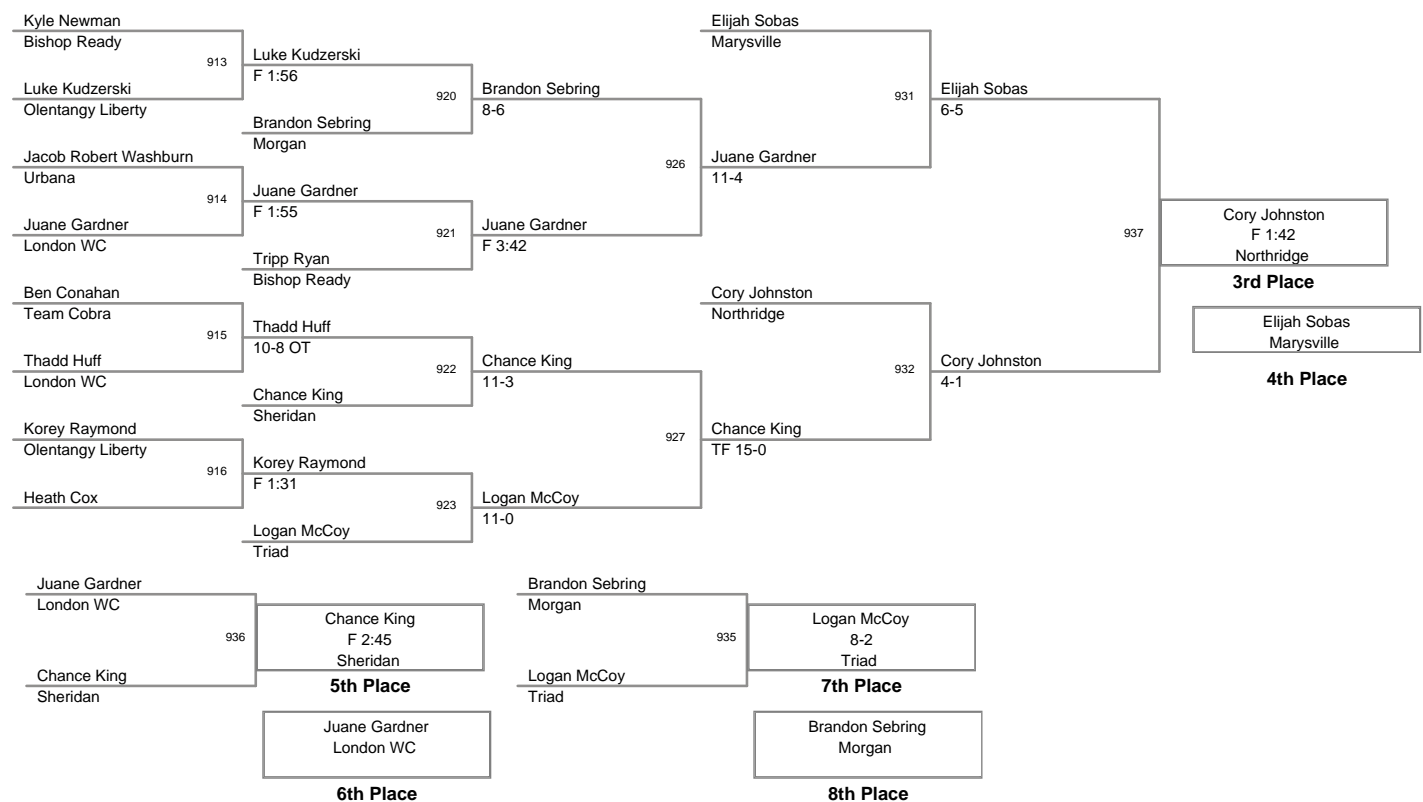 Kyle Newman
Bishop Ready
913
Luke Kudzerski
Olentangy Liberty
Jacob Robert Washburn
Urbana
914
Juane Gardner
London WC
Ben Conahan
Team Cobra
915
Thadd Huff
London WC
Korey Raymond
Olentangy Liberty
916
Heath Cox
Luke Kudzerski
F 1:56
920
Brandon Sebring
Morgan
Juane Gardner
F 1:55
921
Tripp Ryan
Bishop Ready
Thadd Huff
10-8 OT
922
Chance King
Sheridan
Korey Raymond
F 1:31
923
Logan McCoy
Triad
Brandon Sebring
8-6
926
Juane Gardner
F 3:42
Chance King
11-3
927
Logan McCoy
11-0
Elijah Sobas
Marysville
931
Juane Gardner
11-4
Cory Johnston
Northridge
932
Chance King
TF 15-0
Elijah Sobas
6-5
937
Cory Johnston
4-1
Cory Johnston
F 1:42
Northridge
3rd Place
Elijah Sobas
Marysville
4th Place
Juane Gardner
London WC
936
Chance King
Sheridan
Chance King
F 2:45
Sheridan
5th Place
Juane Gardner
London WC
6th Place
Brandon Sebring
Morgan
935
Logan McCoy
Triad
Logan McCoy
8-2
Triad
7th Place
Brandon Sebring
Morgan
8th Place